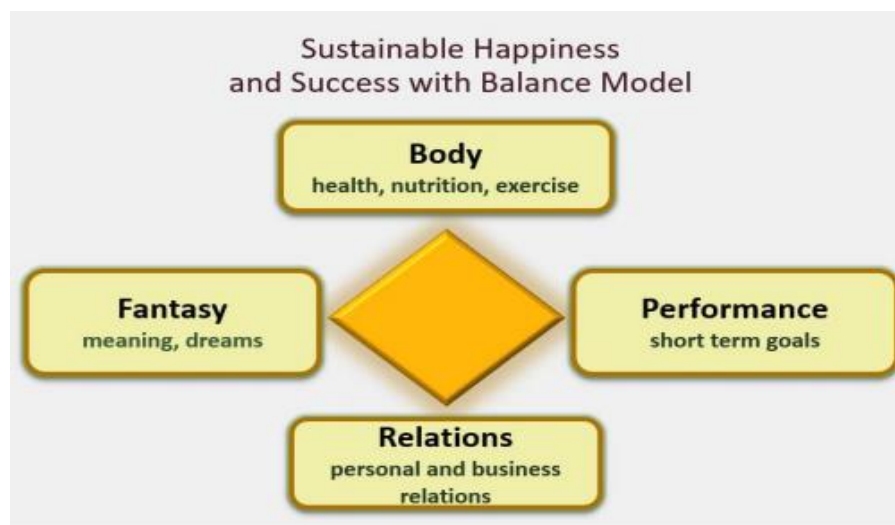 Sustainable Happiness
and Success with Balance Model
Body
health, nutrition, exercise
Fantasy
meaning, dreams
Performance
short term goals
Relations
personal and business
relations